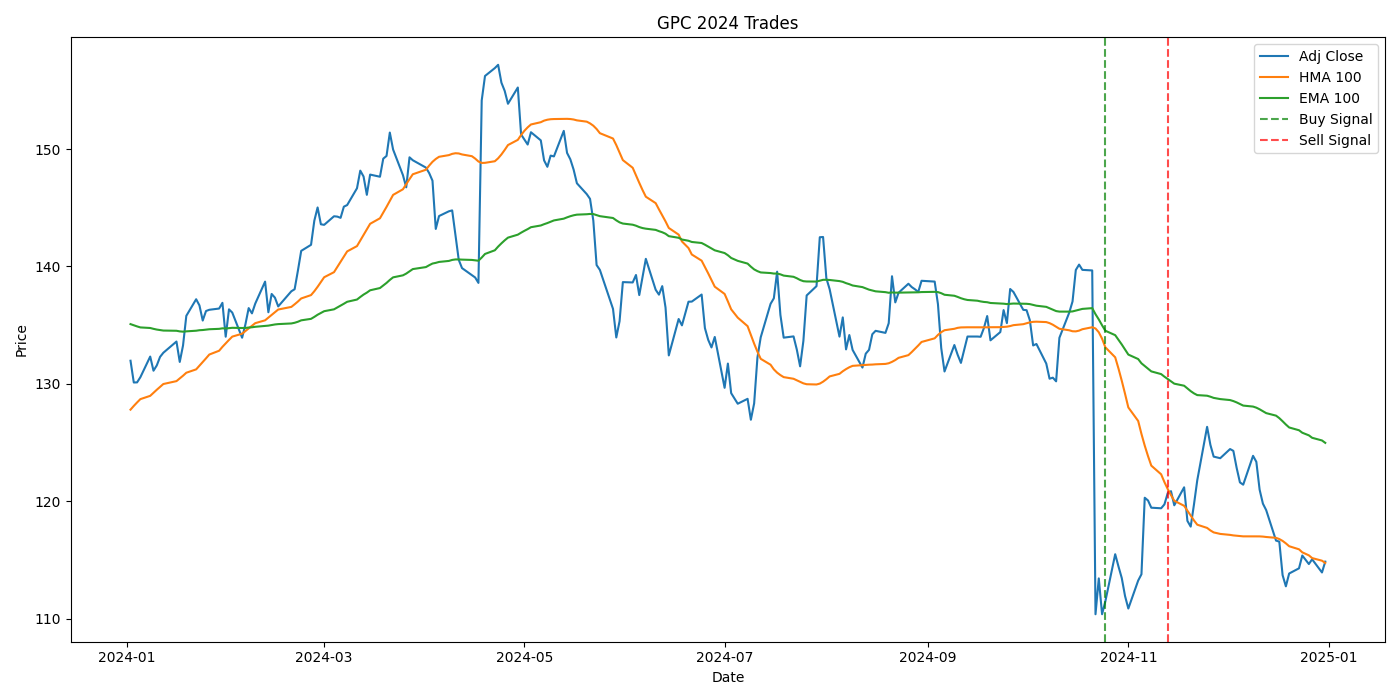 GPC 2024 Trades
Adj Close
HMA 100
EMA 100
Buy Signal
Sell Signal
Price
150
140
130
120
110
2024-01
2024-03
2024-05
2024-07
2024-09
2024-11
2025-01
Date